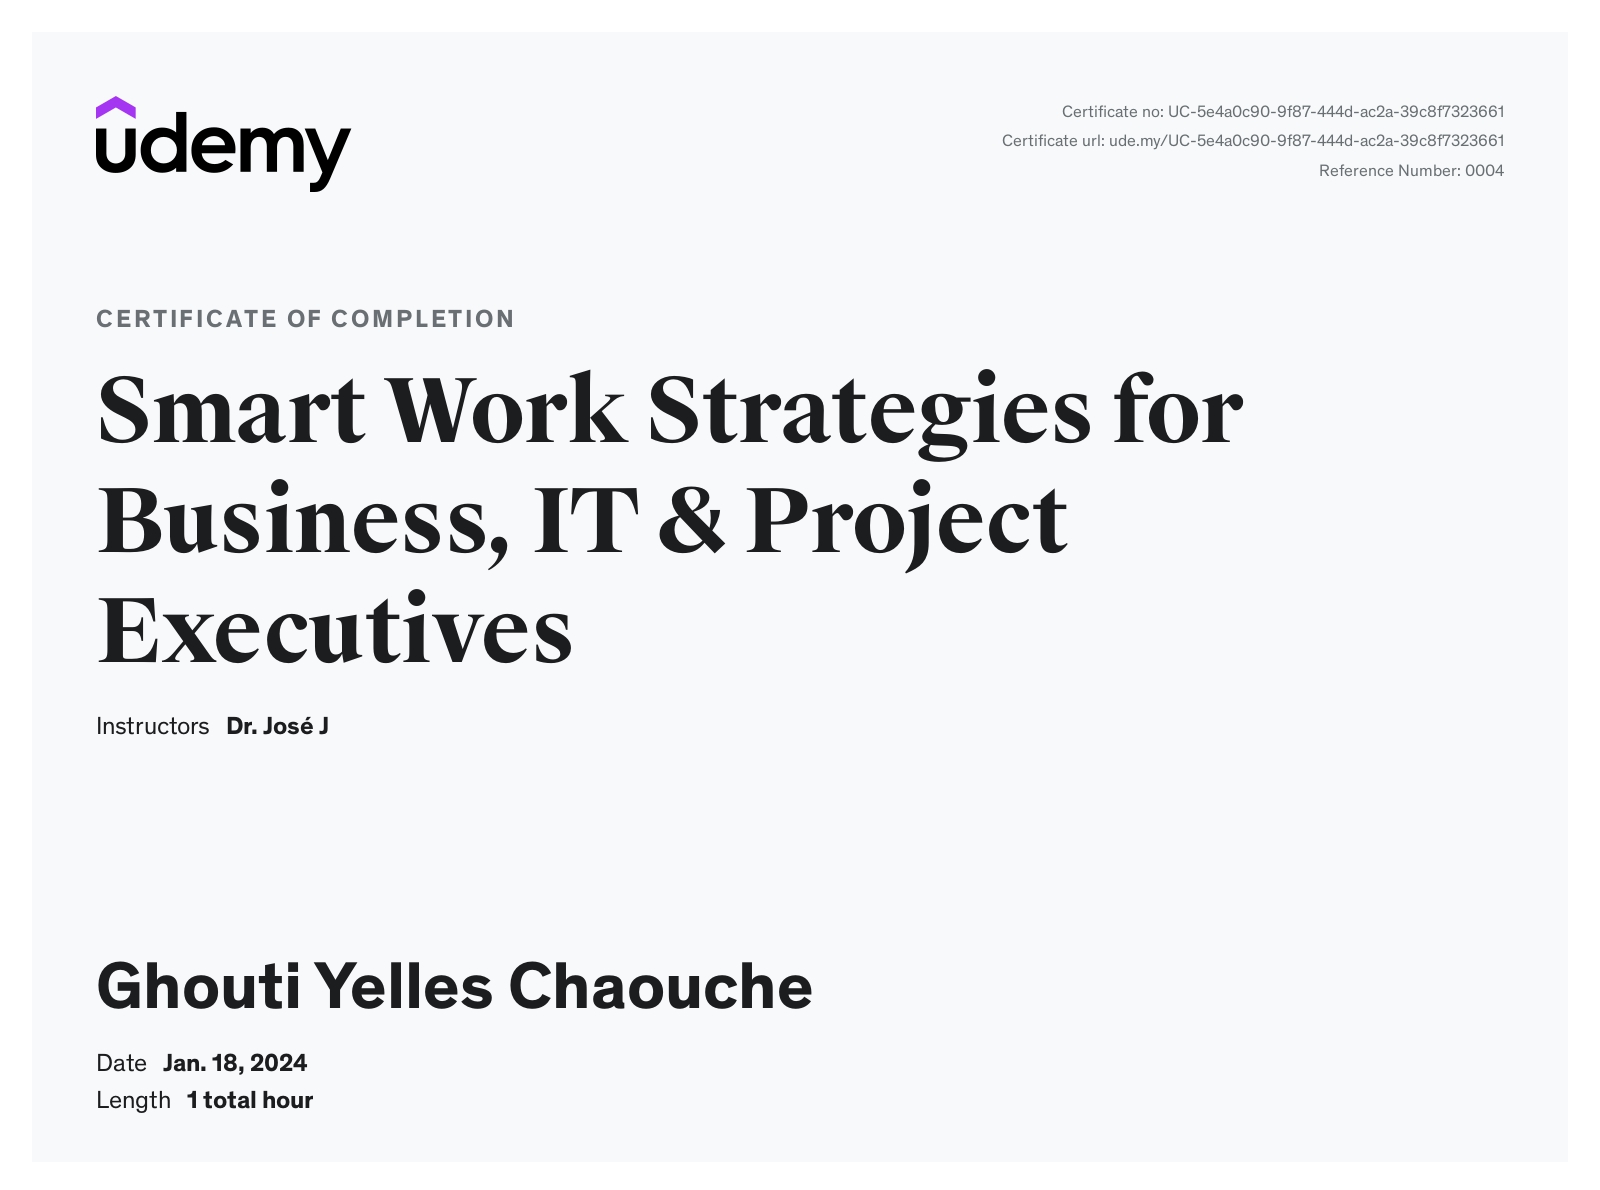 udemy
Certificate no: UC-5e4a0c90-9f87-444d-ac2a-39c8f7323661
Certificate url: ude.my/UC-5e4a0c90-9f87-444d-ac2a-39c8f7323661
Reference Number: 0004
CERTIFICATE OF COMPLETION
Smart Work Strategies for
Business, IT & Project
Executives
Instructors Dr. José J
Ghouti Yelles Chaouche
Date Jan. 18, 2024
Length 1 total hour